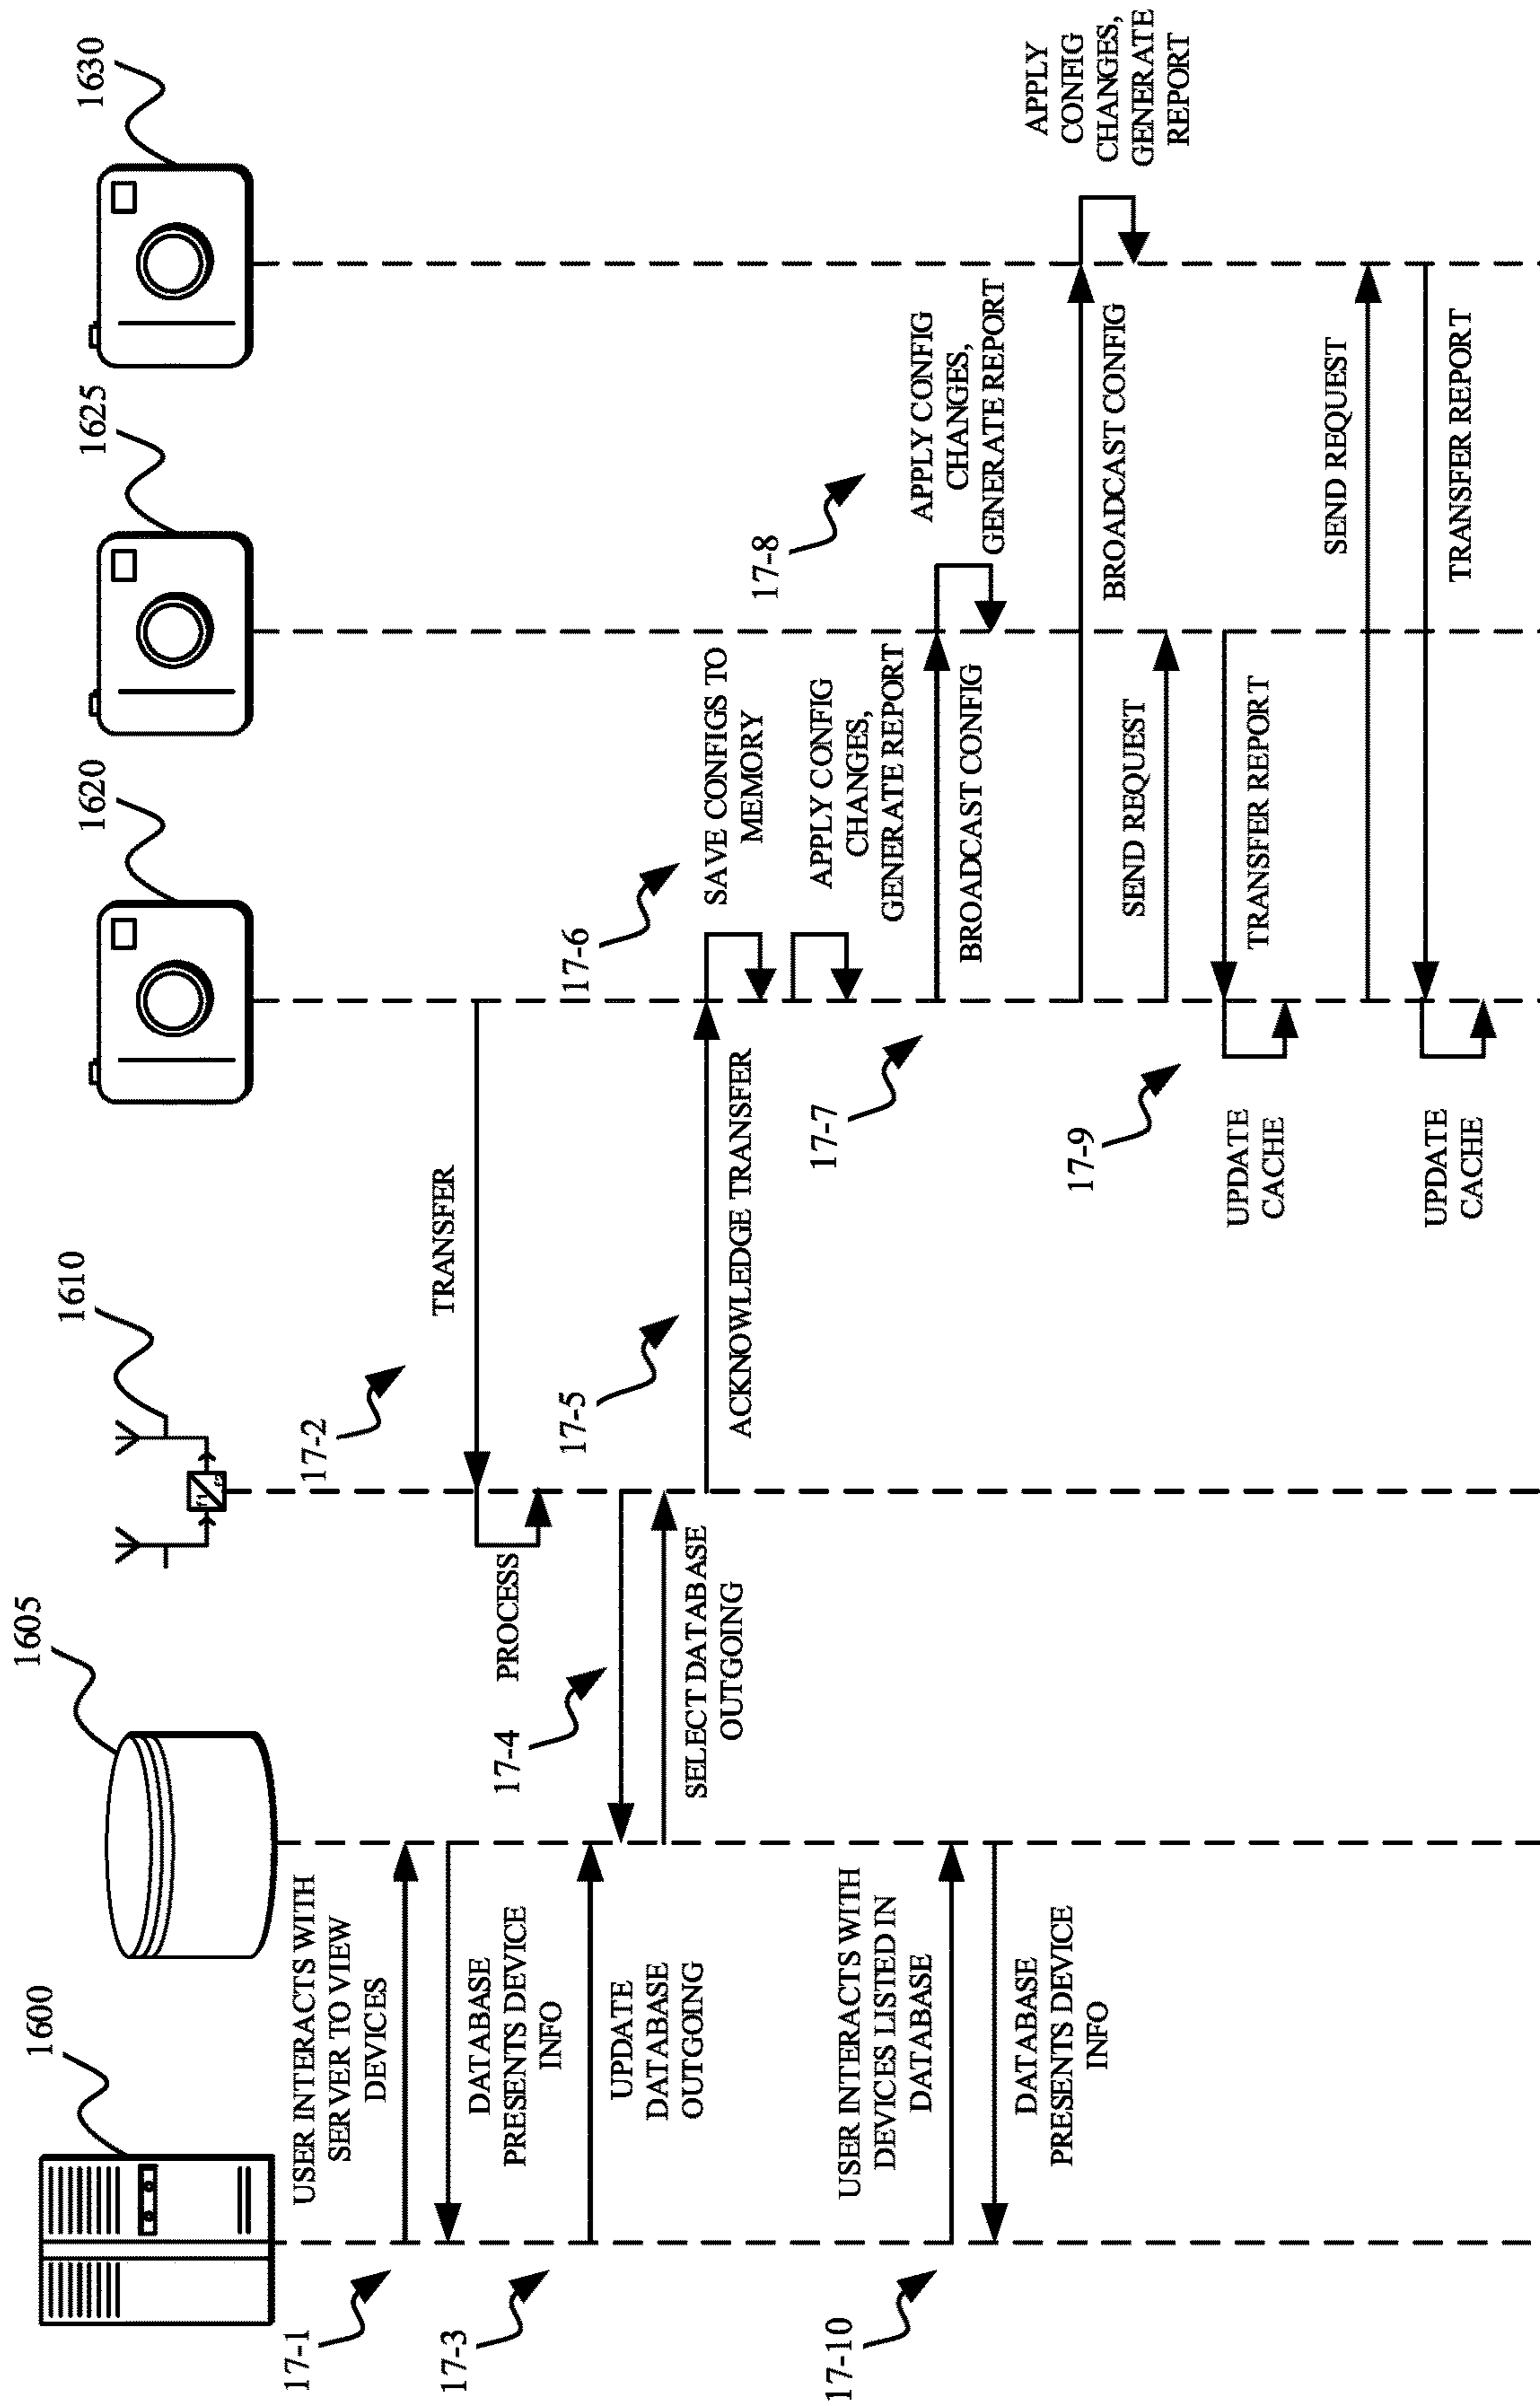 1600
1605
1610
1620
1625
1630
17-1
USER INTERACTS WITH
SERVER TO VIEW
DEVICES
DATABASE
PRESENTS DEVICE
INFO
17-3
UPDATE
DATABASE
OUTGOING
17-2
TRANSFER
PROCESS
17-4
SELECT DATABASE
OUTGOING
17-5
ACKNOWLEDGE TRANSFER
17-6
SAVE CONFIGS TO
MEMORY
APPLY CONFIG
CHANGES,
GENERATE REPORT
17-7
BROADCAST CONFIG
17-8
APPLY CONFIG
CHANGES,
GENERATE REPORT
BROADCAST CONFIG
APPLY
CONFIG
CHANGES,
GENERATE
REPORT
17-10
USER INTERACTS WITH
DEVICES LISTED IN
DATABASE
DATABASE
PRESENTS DEVICE
INFO
17-9
SEND REQUEST
TRANSFER REPORT
UPDATE
CACHE
SEND REQUEST
TRANSFER REPORT
UPDATE
CACHE